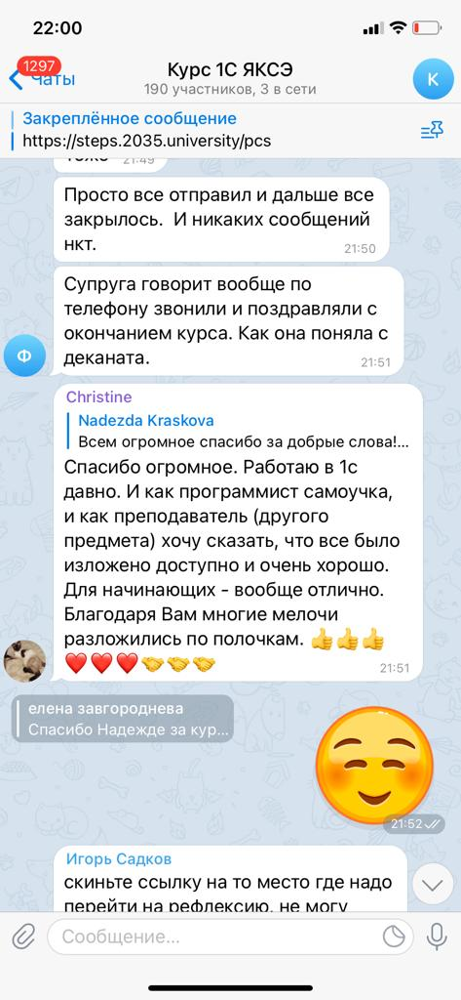 22:00
1297
Чаты
Курс 1С ЯКСЭ
190 участников, 3 в сети
К
Закреплённое сообщение
https://steps.2035.university/pcs
21:49
Просто все отправил и дальше все
закрылось.  И никаких сообщений
нкт.
21:50
Супруга говорит вообще по
телефону звонили и поздравляли с
окончанием курса. Как она поняла с
деканата.
21:51
Ф
Christine
Nadezda Kraskova
Всем огромное спасибо за добрые слова!...
Спасибо огромное. Работаю в 1с
давно. И как программист самоучка,
и как преподаватель (другого
предмета) хочу сказать, что все было
изложено доступно и очень хорошо.
Для начинающих - вообще отлично.
Благодаря Вам многие мелочи
разложились по полочкам. 👍👍👍
❤️❤️❤️🤝🤝🤝
21:51
елена завгороднева
Спасибо Надежде за кур...
21:52
Игорь Садков
скиньте ссылку на то место где надо
перейти на рефлексию, не могу
Сообщение...